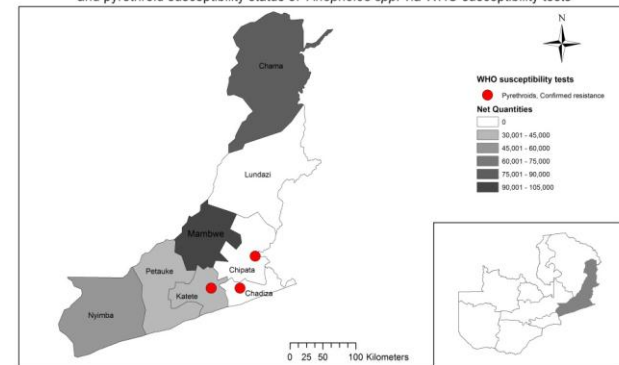 and pyrethroid susceptibility status of Anopheles spp. via WHO susceptibility tests
N
Chama
WHO susceptibility tests
Pyrethroids, Confirmed resistance
Net Quantities
0
30,001 - 45,000
45,001 - 60,000
60,001 - 75,000
75,001 - 90,000
90,001 - 105,000
Lundazi
Mambwe
Petauke
Chipata
Katete
Chadiza
Nyimba
0 25 50 100 Kilometers